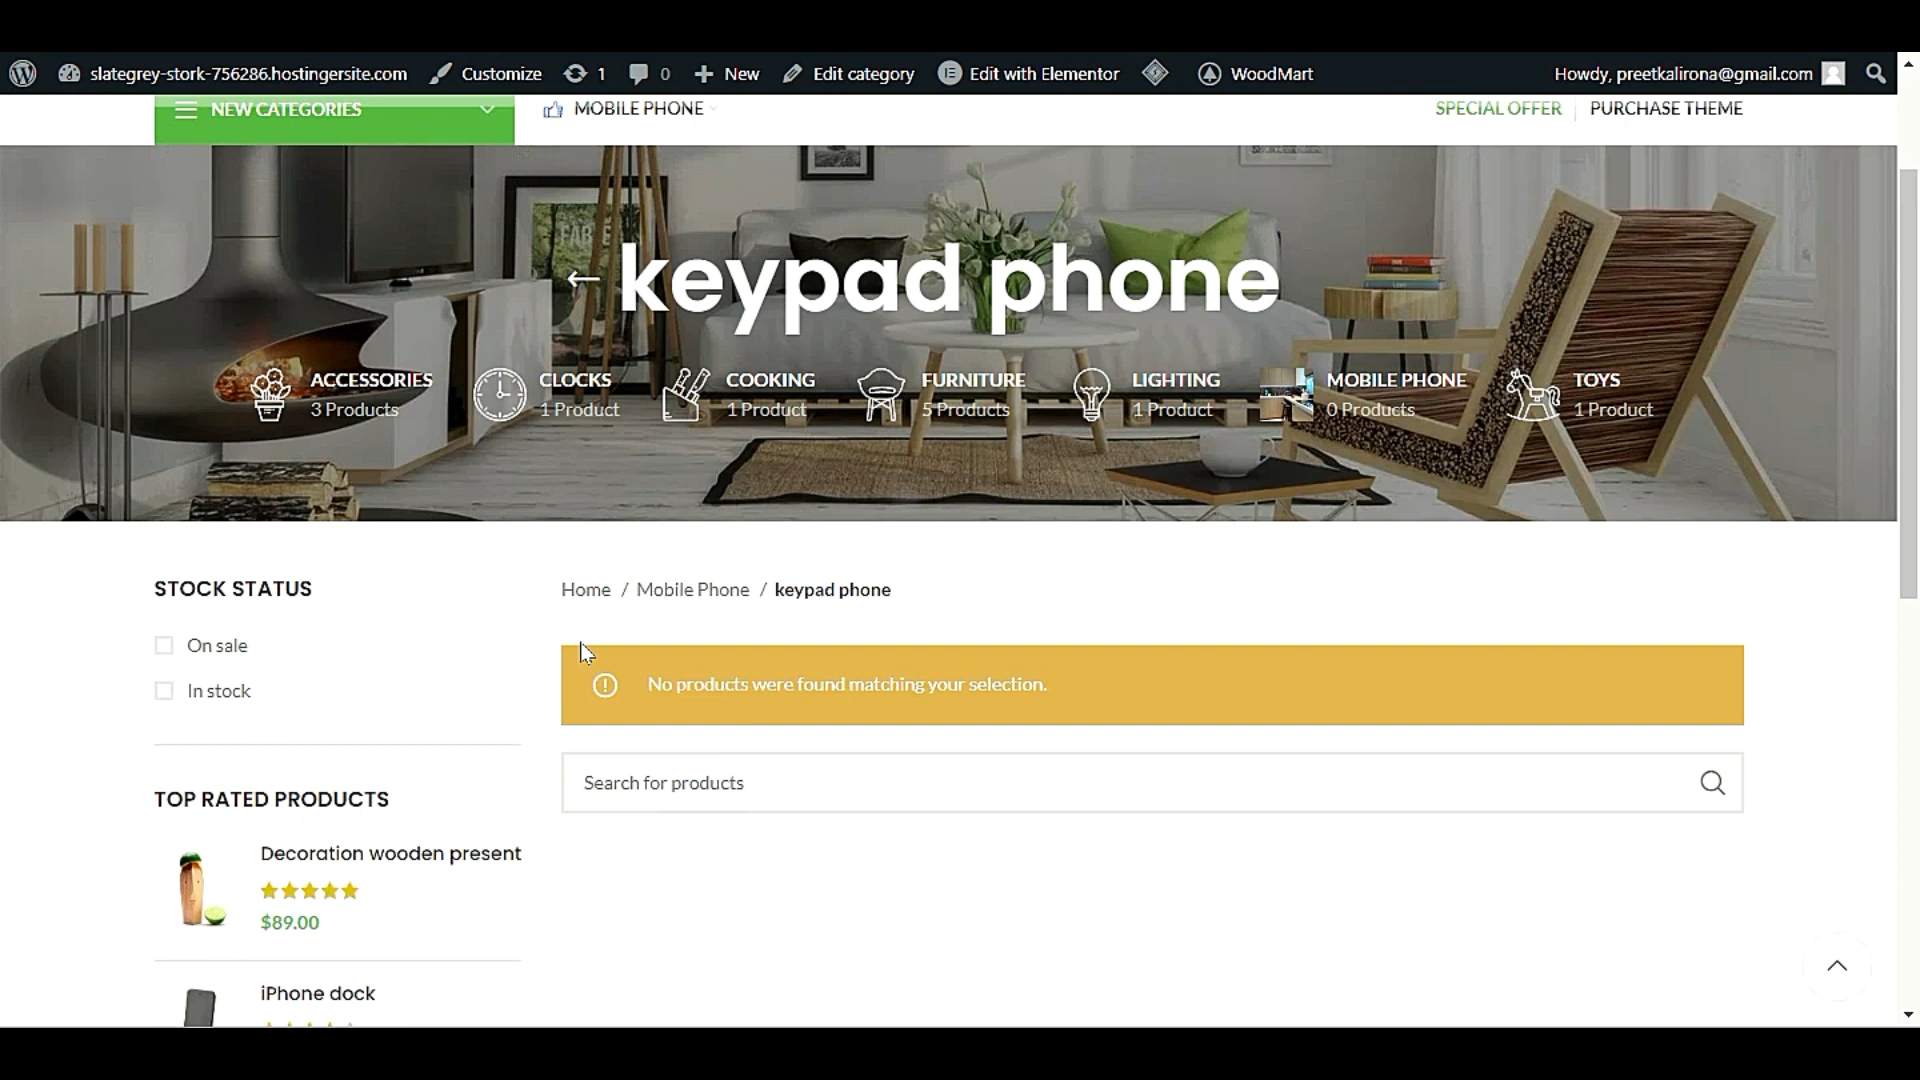 slategrey-stork-756286.hostingersite.com Customize 1 0 New Edit category Edit with Elementor WoodMart Howdy, preetkalirona@gmail.com
NEW CATEGORIES MOBILE PHONE SPECIAL OFFER PURCHASE THEME
keypad phone
ACCESSORIES CLOCKS COOKING FURNITURE LIGHTING MOBILE PHONE TOYS
3 Products 1 Product 1 Product 5 Products 1 Product 0 Products 1 Product
STOCK STATUS
Home / Mobile Phone / keypad phone
On sale
No products were found matching your selection.
In stock
Search for products
TOP RATED PRODUCTS
Decoration wooden present
$89.00
iPhone dock